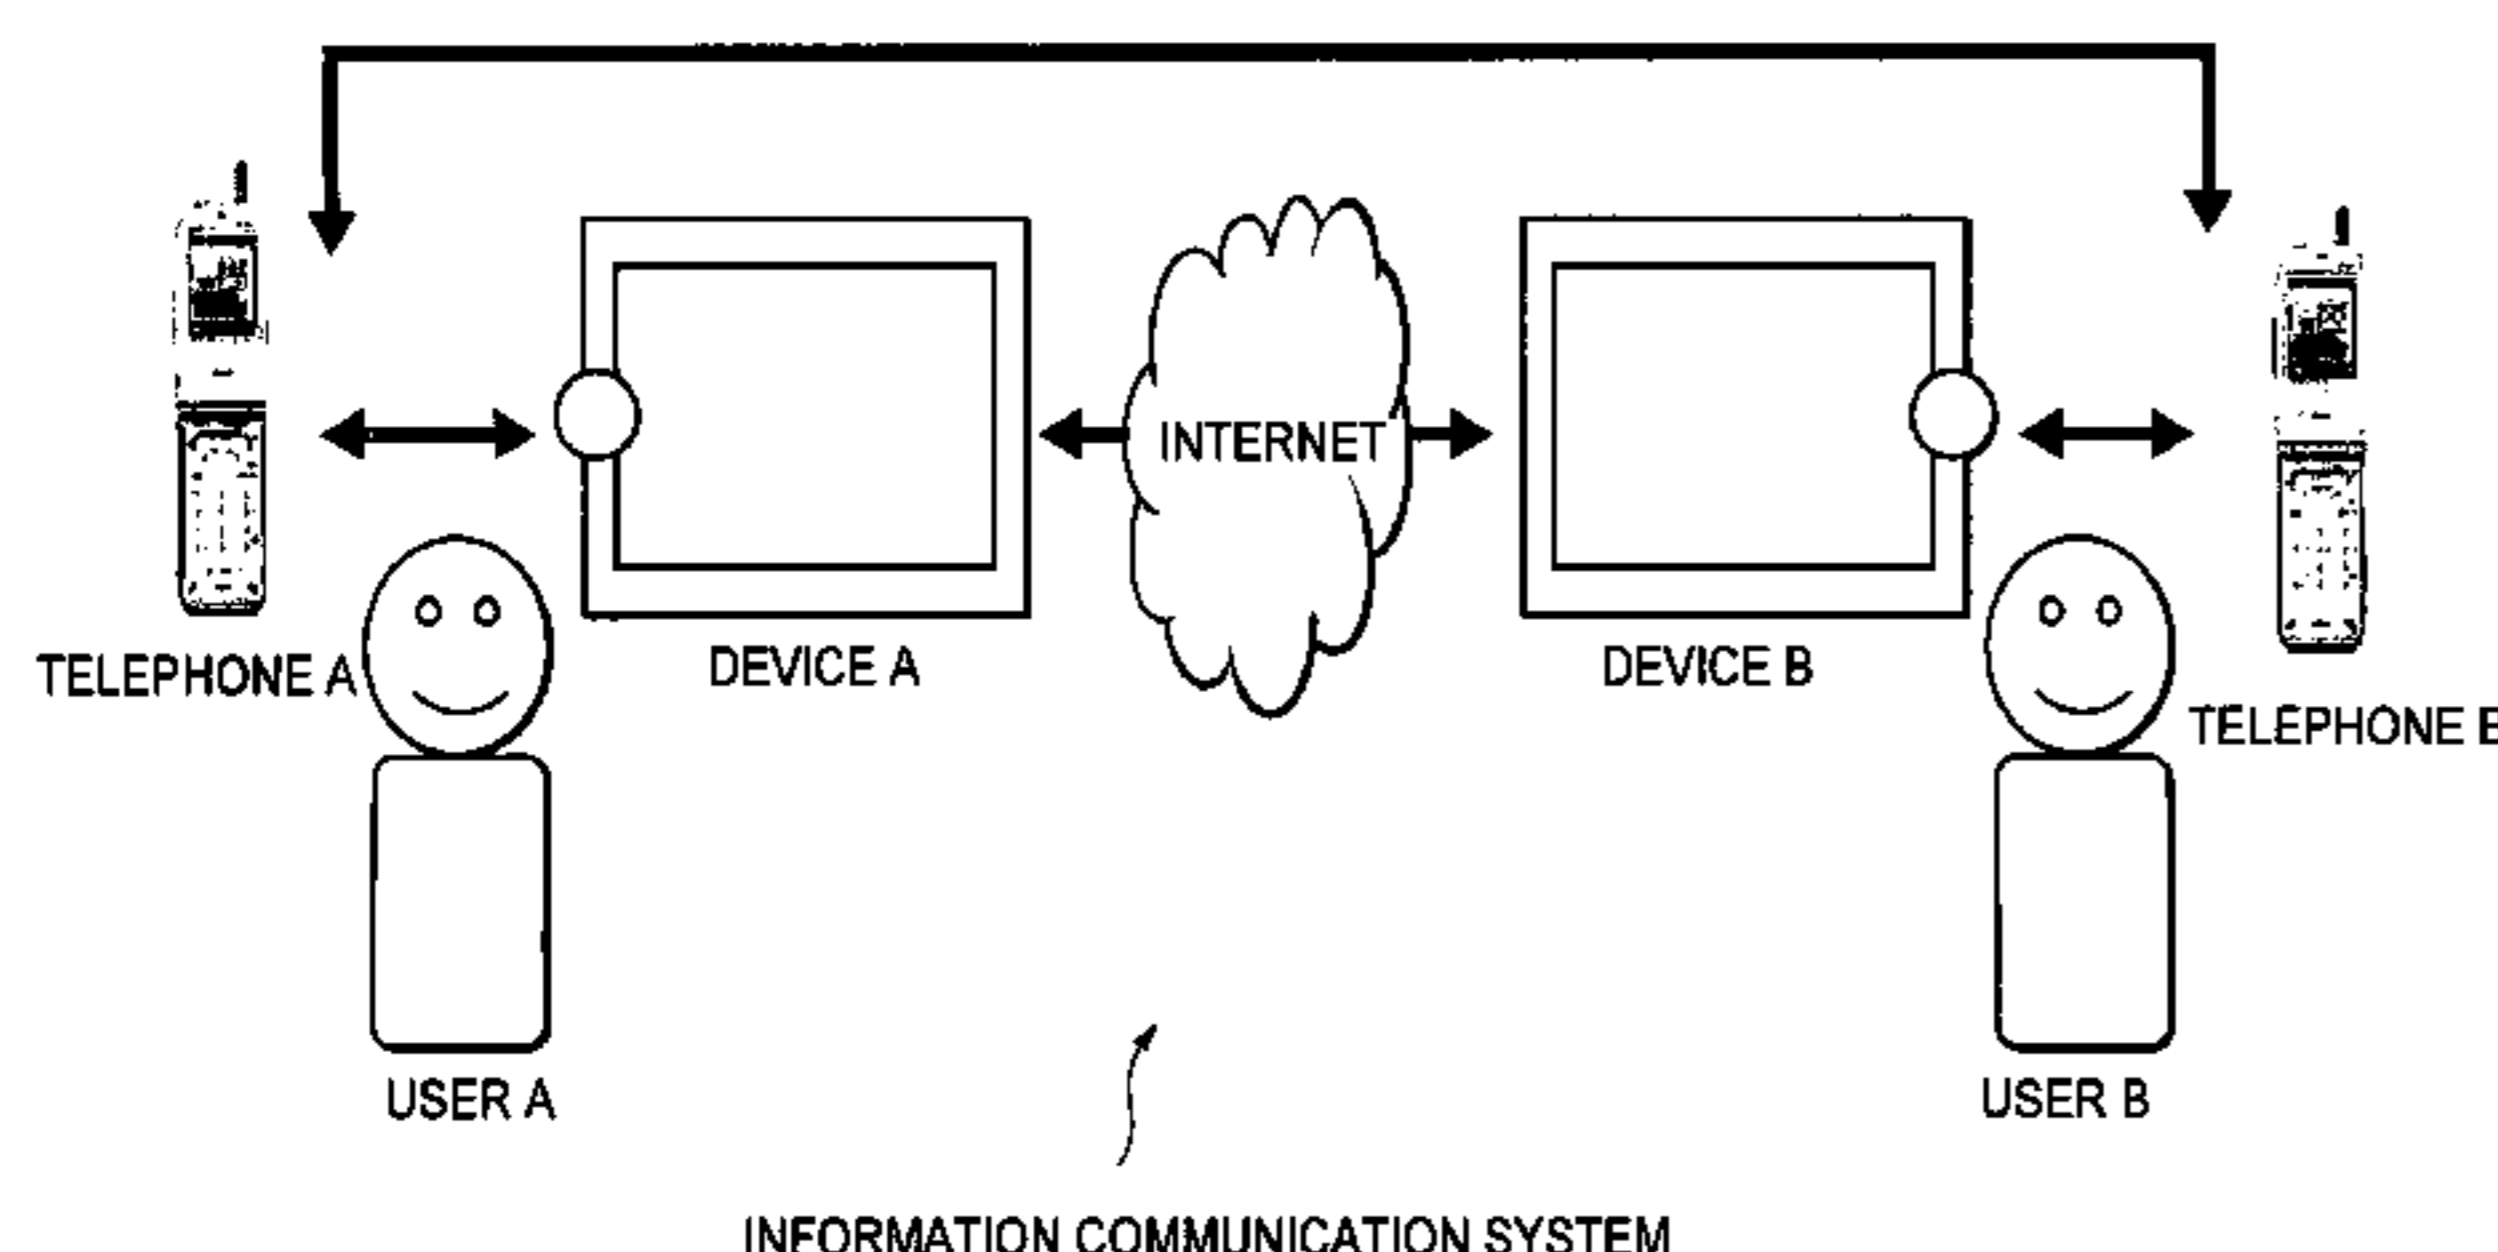 INTERNET
TELEPHONE A
DEVICE A
DEVICE B
TELEPHONE B
USER A
USER B
INFORMATION COMMUNICATION SYSTEM